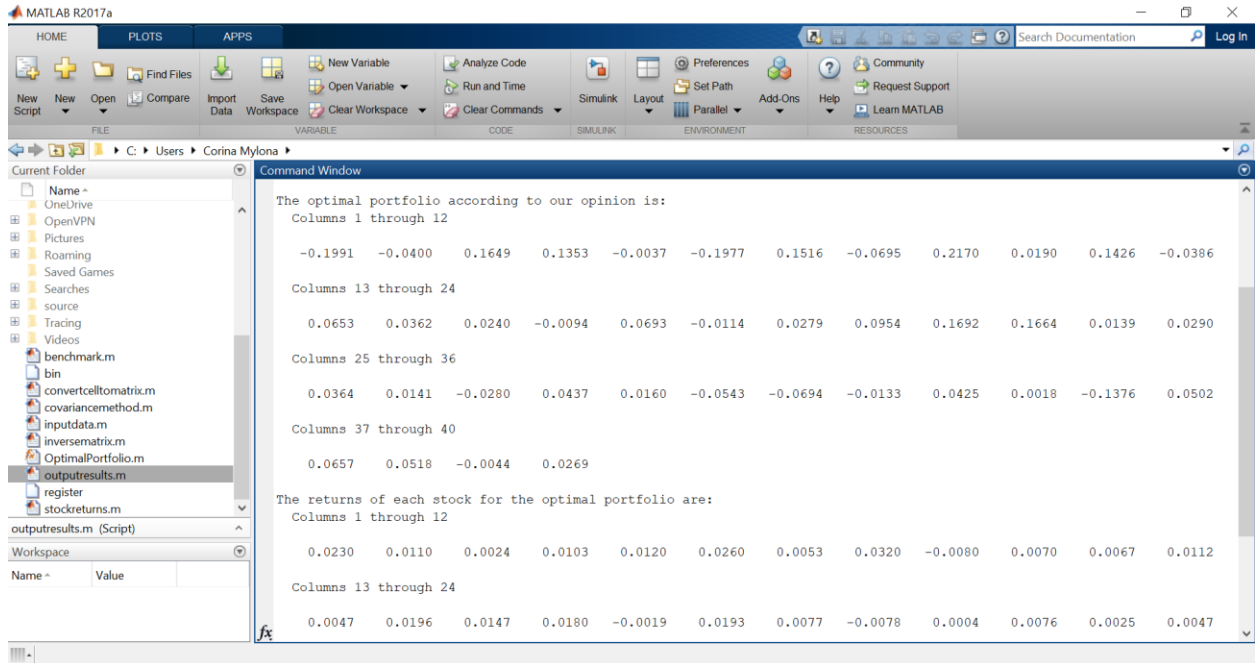 MATLAB R2017a
HOME PLOTS APPS Search Documentation Log In
New Script New Open Find Files Compare Import Data Save Workspace New Variable Open Variable Clear Workspace Analyze Code Run and Time Clear Commands Simulink Layout Preferences Set Path Parallel Add-Ons Help Community Request Support Learn MATLAB
FILE VARIABLE CODE SIMULINK ENVIRONMENT RESOURCES
C: Users Corina Mylona
Current Folder
Name
OneDrive
OpenVPN
Pictures
Roaming
Saved Games
Searches
source
Tracing
Videos
benchmark.m
bin
convertcelltomatrix.m
covariancemethod.m
inputdata.m
inversematrix.m
OptimalPortfolio.m
outputresults.m
register
stockreturns.m
outputresults.m (Script)
Workspace
Name Value
Command Window
The optimal portfolio according to our opinion is:
Columns 1 through 12
-0.1991 -0.0400 0.1649 0.1353 -0.0037 -0.1977 0.1516 -0.0695 0.2170 0.0190 0.1426 -0.0386
Columns 13 through 24
0.0653 0.0362 0.0240 -0.0094 0.0693 -0.0114 0.0279 0.0954 0.1692 0.1664 0.0139 0.0290
Columns 25 through 36
0.0364 0.0141 -0.0280 0.0437 0.0160 -0.0543 -0.0694 -0.0133 0.0425 0.0018 -0.1376 0.0502
Columns 37 through 40
0.0657 0.0518 -0.0044 0.0269
The returns of each stock for the optimal portfolio are:
Columns 1 through 12
0.0230 0.0110 0.0024 0.0103 0.0120 0.0260 0.0053 0.0320 -0.0080 0.0070 0.0067 0.0112
Columns 13 through 24
0.0047 0.0196 0.0147 0.0180 -0.0019 0.0193 0.0077 -0.0078 0.0004 0.0076 0.0025 0.0047
fx